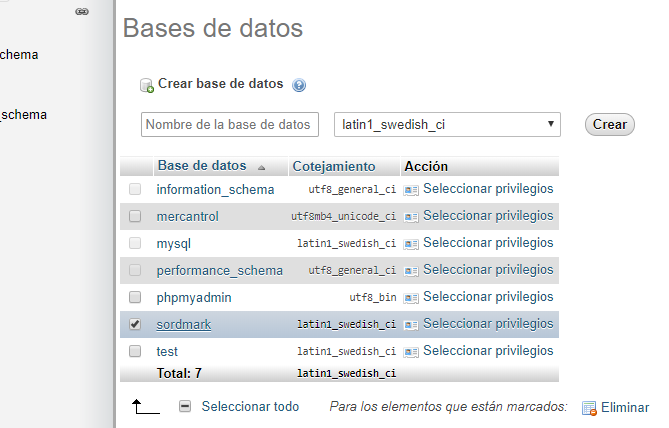 Bases de datos
chema
_schema
Crear base de datos
Nombre de la base de datos latin1_swedish_ci Crear
Base de datos Cotejamiento Acción
information_schema utf8_general_ci Seleccionar privilegios
mercantrol utf8mb4_unicode_ci Seleccionar privilegios
mysql latin1_swedish_ci Seleccionar privilegios
performance_schema utf8_general_ci Seleccionar privilegios
phpmyadmin utf8_bin Seleccionar privilegios
sordmark latin1_swedish_ci Seleccionar privilegios
test latin1_swedish_ci Seleccionar privilegios
Total: 7 latin1_swedish_ci
Seleccionar todo Para los elementos que están marcados: Eliminar